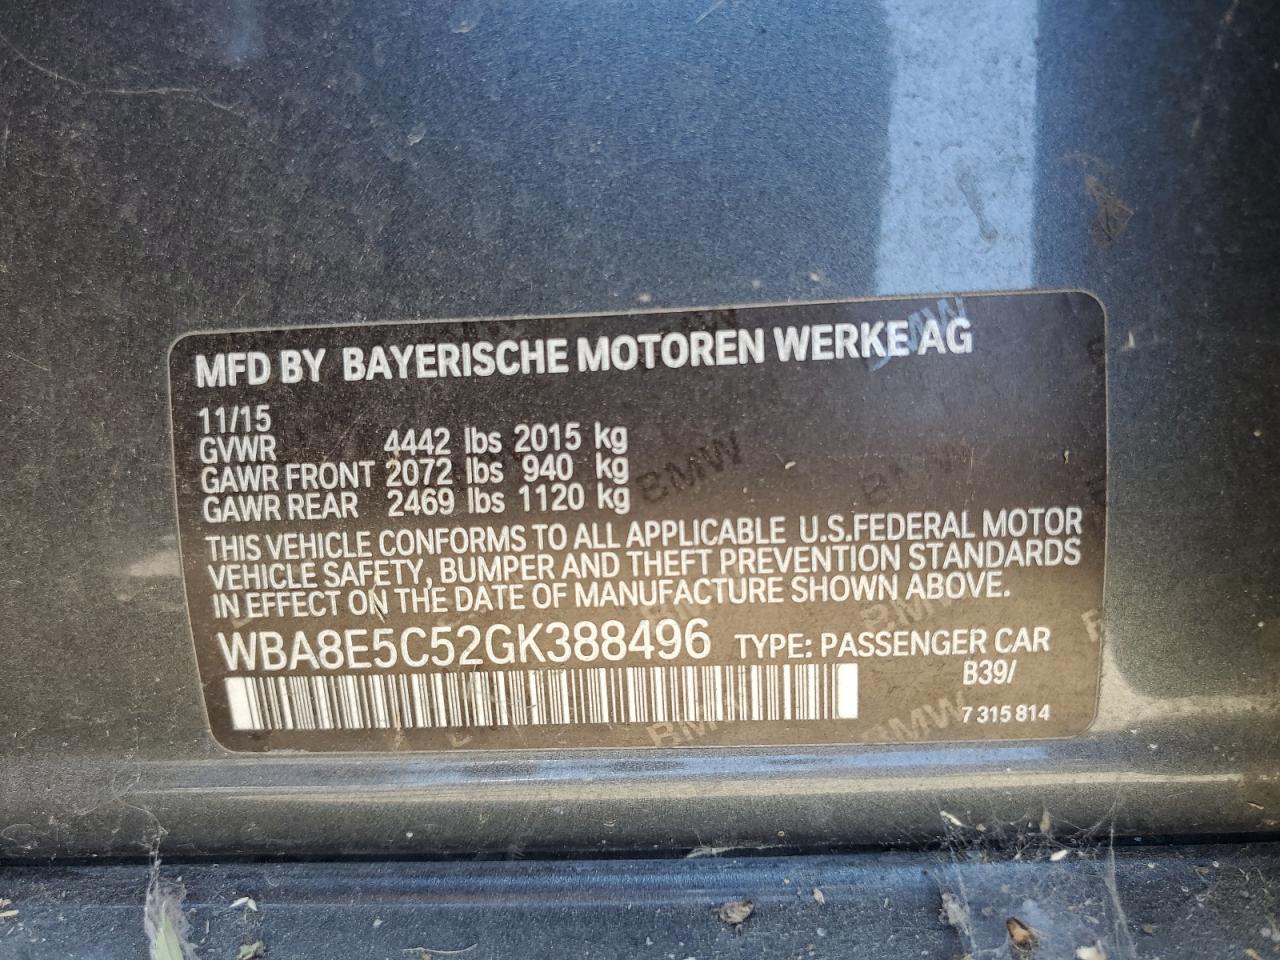 MFD BY BAYERISCHE MOTOREN WERKE AG
11/15
GVWR 4442 lbs 2015 kg
GAWR FRONT 2072 lbs 940 kg
GAWR REAR 2469 lbs 1120 kg
THIS VEHICLE CONFORMS TO ALL APPLICABLE U.S.FEDERAL MOTOR
VEHICLE SAFETY, BUMPER AND THEFT PREVENTION STANDARDS
IN EFFECT ON THE DATE OF MANUFACTURE SHOWN ABOVE.
WBA8E5C52GK388496 TYPE: PASSENGER CAR
B39/
7 315 814